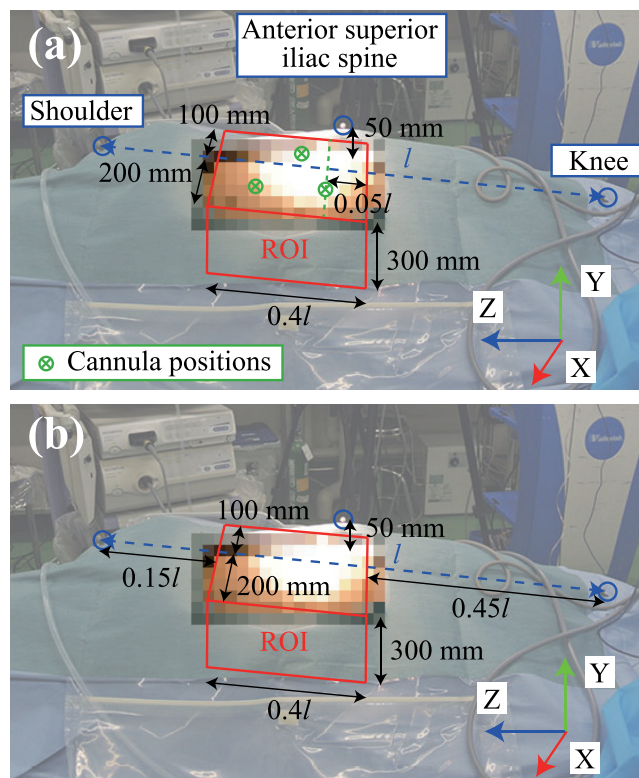 (a)
Anterior superior
iliac spine
Shoulder
100 mm
50 mm
l
Knee
200 mm
0.05l
ROI
300 mm
0.4l
Y
Z
X
Cannula positions
(b)
100 mm
50 mm
l
0.15l
200 mm
0.45l
ROI
300 mm
0.4l
Y
Z
X